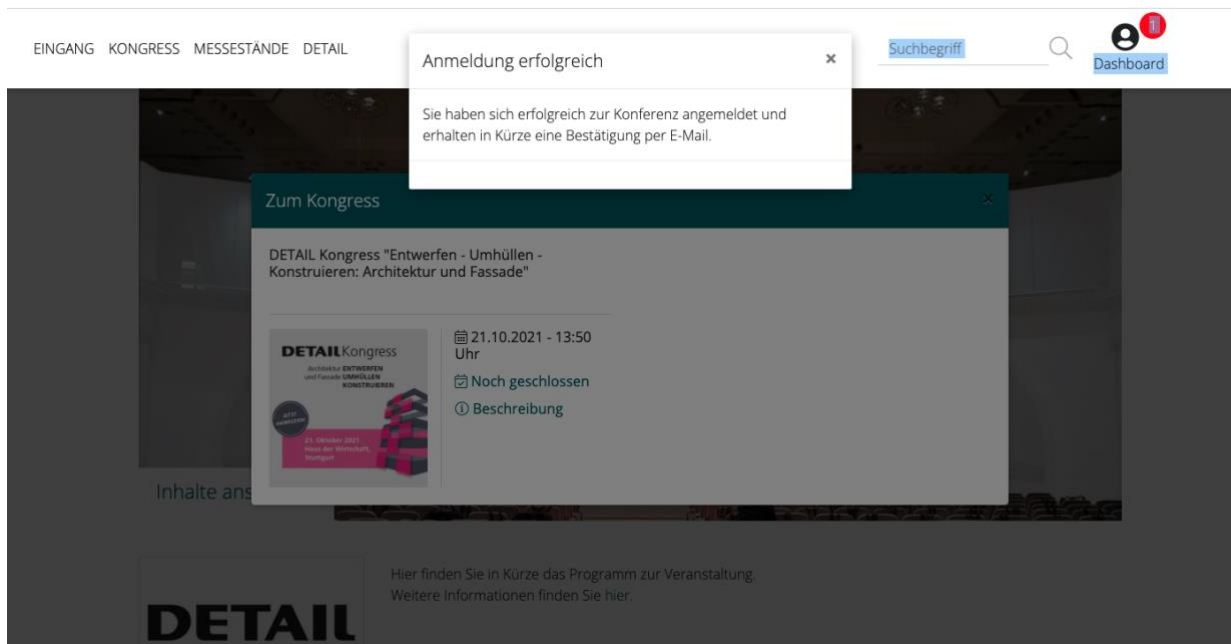 EINGANG KONGRESS MESSESTÄNDE DETAIL
Suchbegriff
1
Dashboard
Anmeldung erfolgreich ×
Sie haben sich erfolgreich zur Konferenz angemeldet und
erhalten in Kürze eine Bestätigung per E-Mail.
Zum Kongress ×
DETAIL Kongress "Entwerfen - Umhüllen -
Konstruieren: Architektur und Fassade"
DETAIL Kongress
Architektur ENTWERFEN
und Fassade UMHÜLLEN
KONSTRUIEREN
JETZT
21. Oktober 2021
Haus der Wirtschaft,
Stuttgart
21.10.2021 - 13:50
Uhr
Noch geschlossen
Beschreibung
Inhalte ans
Hier finden Sie in Kürze das Programm zur Veranstaltung.
Weitere Informationen finden Sie hier.
DETAIL